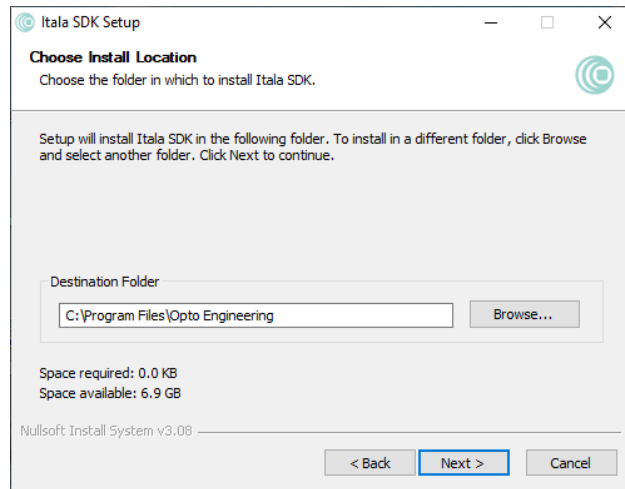 Itala SDK Setup
Choose Install Location
Choose the folder in which to install Itala SDK.
Setup will install Itala SDK in the following folder. To install in a different folder, click Browse
and select another folder. Click Next to continue.
Destination Folder
C:\Program Files\Opto Engineering
Browse...
Space required: 0.0 KB
Space available: 6.9 GB
Nullsoft Install System v3.08
< Back
Next >
Cancel